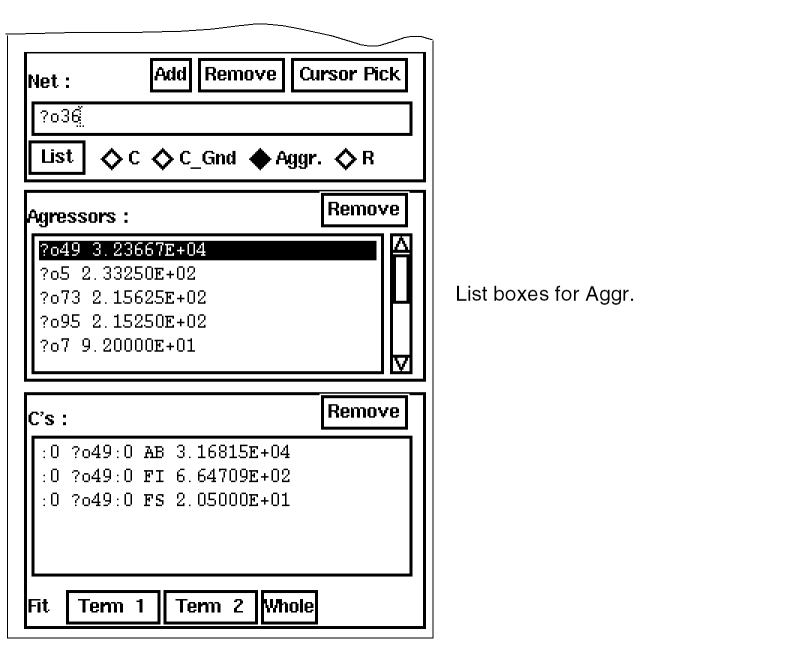 Net : Add Remove Cursor Pick
?o36
List C C_Gnd Aggr. R
Agressors : Remove
?o49 3.23667E+04
?o5 2.33250E+02
?o73 2.15625E+02
?o95 2.15250E+02
?o7 9.20000E+01
List boxes for Aggr.
C's : Remove
:0 ?o49:0 AB 3.16815E+04
:0 ?o49:0 FI 6.64709E+02
:0 ?o49:0 FS 2.05000E+01
Fit Term 1 Term 2 Whole